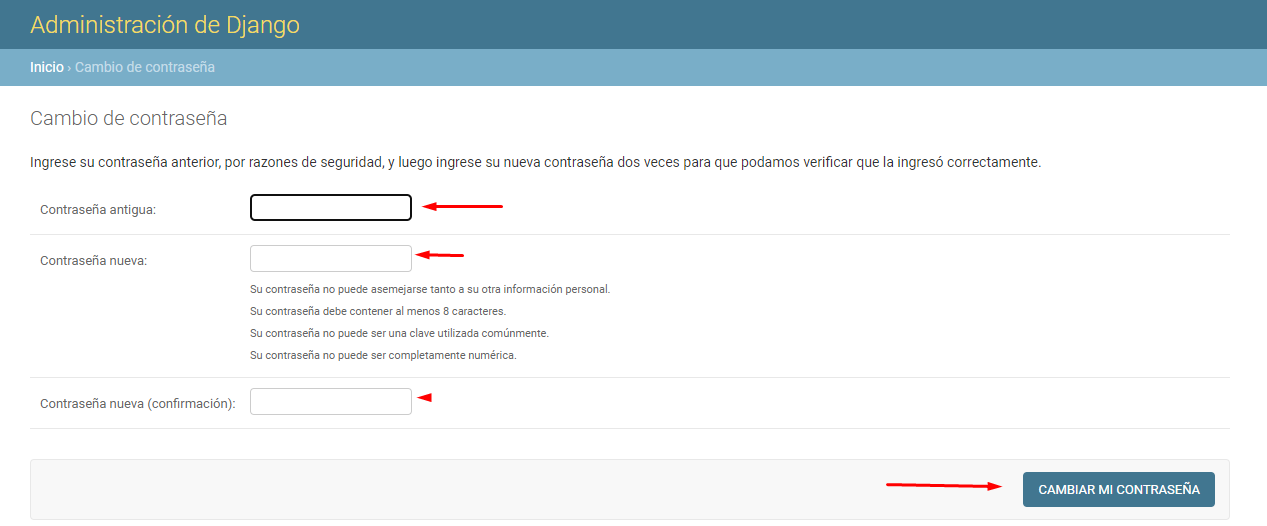 Administración de Django
Inicio › Cambio de contraseña
Cambio de contraseña
Ingrese su contraseña anterior, por razones de seguridad, y luego ingrese su nueva contraseña dos veces para que podamos verificar que la ingresó correctamente.
Contraseña antigua:
Contraseña nueva:
Su contraseña no puede asemejarse tanto a su otra información personal.
Su contraseña debe contener al menos 8 caracteres.
Su contraseña no puede ser una clave utilizada comúnmente.
Su contraseña no puede ser completamente numérica.
Contraseña nueva (confirmación):
CAMBIAR MI CONTRASEÑA